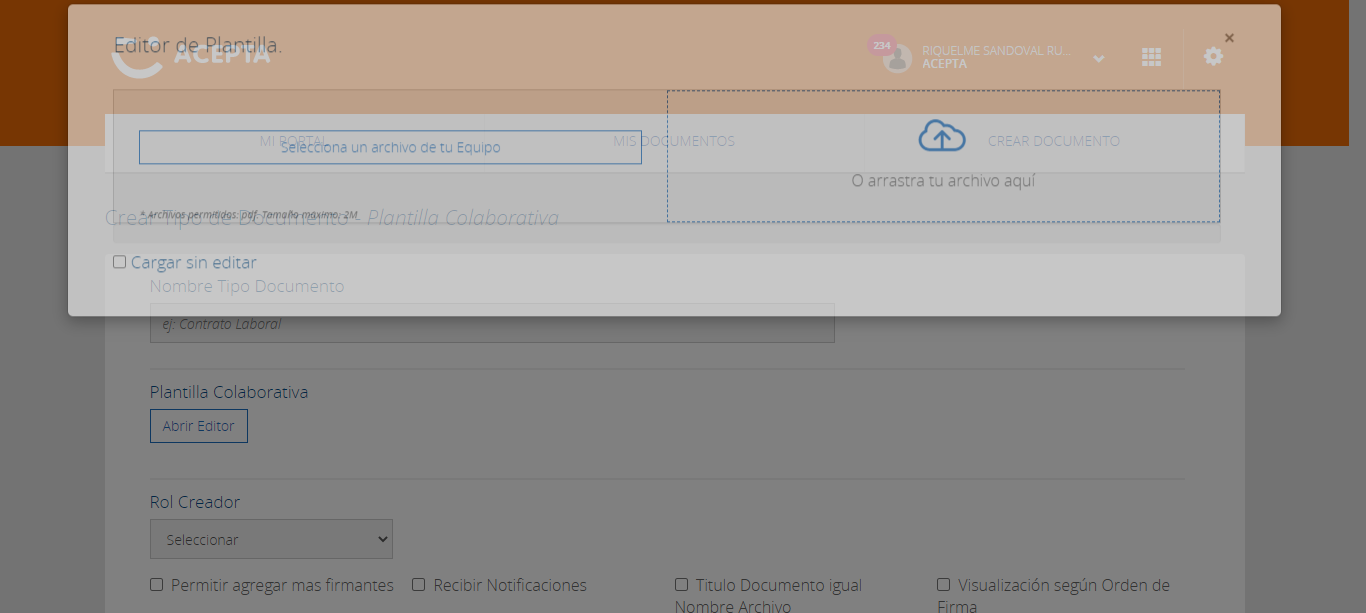 Editor de Plantilla.
×
ACEPTA
234
RIQUELME SANDOVAL RU...
ACEPTA
MI PORTAL
MIS DOCUMENTOS
CREAR DOCUMENTO
Selecciona un archivo de tu Equipo
O arrastra tu archivo aquí
* Archivos permitidos: pdf. Tamaño máximo: 2M
Crear Tipo de Documento - Plantilla Colaborativa
Cargar sin editar
Nombre Tipo Documento
ej: Contrato Laboral
Plantilla Colaborativa
Abrir Editor
Rol Creador
Seleccionar
Permitir agregar mas firmantes
Recibir Notificaciones
Titulo Documento igual
Nombre Archivo
Visualización según Orden de
Firma